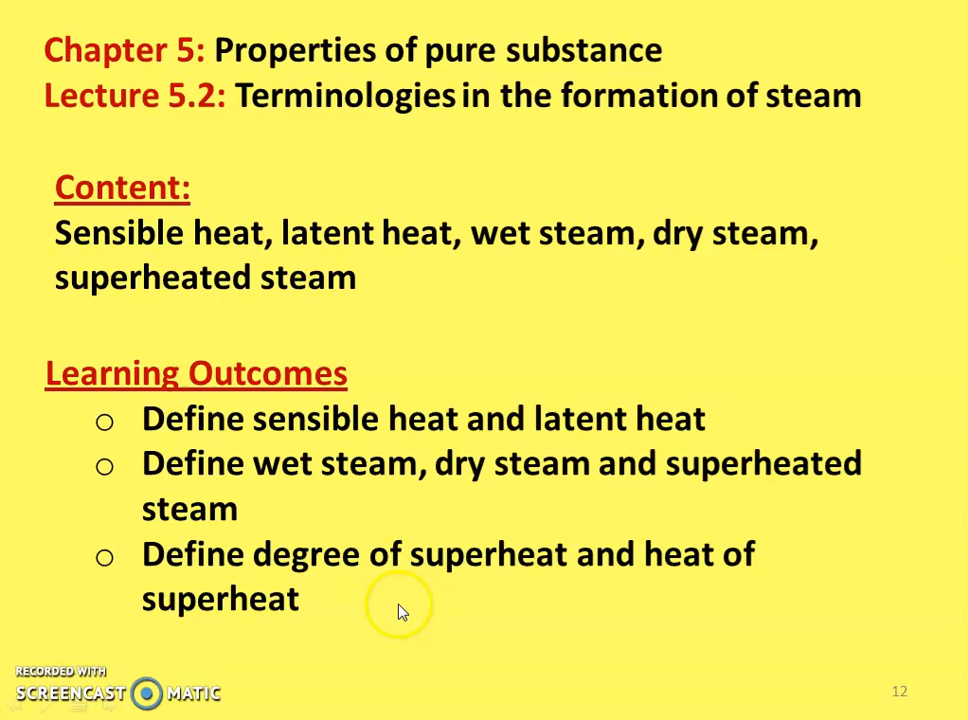 Chapter 5: Properties of pure substance
Lecture 5.2: Terminologies in the formation of steam
Content:
Sensible heat, latent heat, wet steam, dry steam,
superheated steam
Learning Outcomes
o Define sensible heat and latent heat
o Define wet steam, dry steam and superheated
steam
o Define degree of superheat and heat of
superheat
RECORDED WITH
SCREENCAST MATIC
12